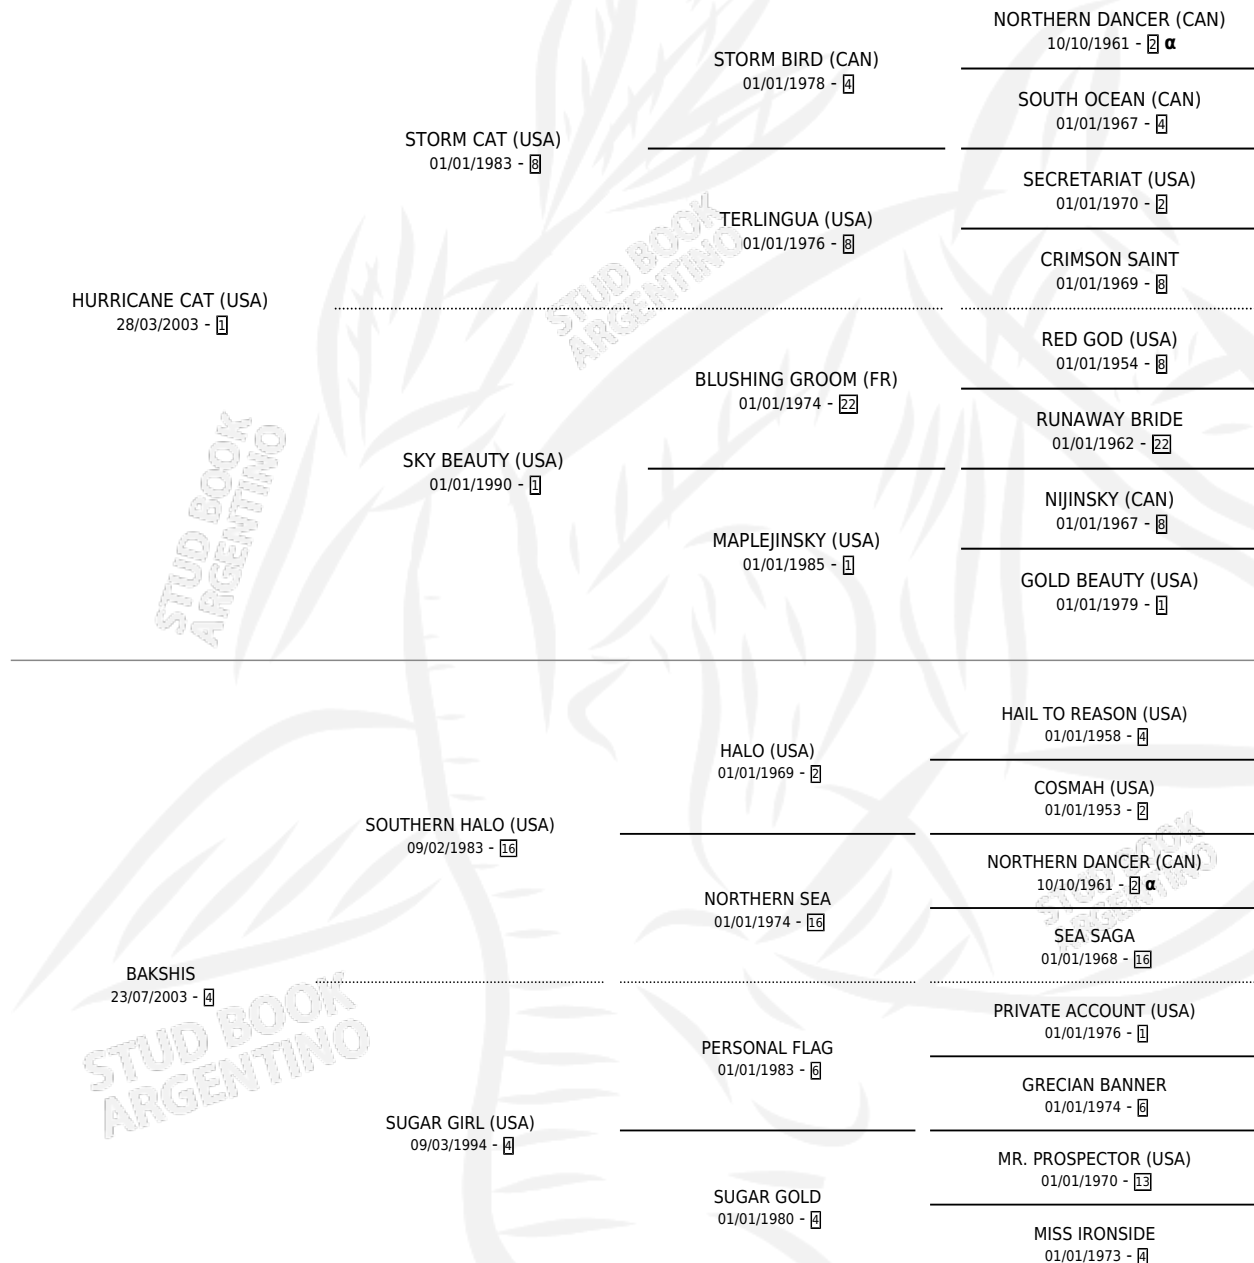 NORTHERN DANCER (CAN)
10/10/1961 - 2 α
STORM BIRD (CAN)
01/01/1978 - 4
SOUTH OCEAN (CAN)
01/01/1967 - 4
STORM CAT (USA)
01/01/1983 - 8
SECRETARIAT (USA)
01/01/1970 - 2
TERLINGUA (USA)
01/01/1976 - 8
CRIMSON SAINT
01/01/1969 - 8
HURRICANE CAT (USA)
28/03/2003 - 1
RED GOD (USA)
01/01/1954 - 8
BLUSHING GROOM (FR)
01/01/1974 - 22
RUNAWAY BRIDE
01/01/1962 - 22
SKY BEAUTY (USA)
01/01/1990 - 1
NIJINSKY (CAN)
01/01/1967 - 8
MAPLEJINSKY (USA)
01/01/1985 - 1
GOLD BEAUTY (USA)
01/01/1979 - 1
HAIL TO REASON (USA)
01/01/1958 - 4
HALO (USA)
01/01/1969 - 2
COSMAH (USA)
01/01/1953 - 2
SOUTHERN HALO (USA)
09/02/1983 - 16
NORTHERN DANCER (CAN)
10/10/1961 - 2 α
NORTHERN SEA
01/01/1974 - 16
SEA SAGA
01/01/1968 - 16
BAKSHIS
23/07/2003 - 4
PRIVATE ACCOUNT (USA)
01/01/1976 - 1
PERSONAL FLAG
01/01/1983 - 6
GRECIAN BANNER
01/01/1974 - 6
SUGAR GIRL (USA)
09/03/1994 - 4
MR. PROSPECTOR (USA)
01/01/1970 - 13
SUGAR GOLD
01/01/1980 - 4
MISS IRONSIDE
01/01/1973 - 4
STUD BOOK
ARGENTINO
STUD BOOK
ARGENTINO
STUD BOOK
ARGENTINO
STUD BOOK
ARGENTINO